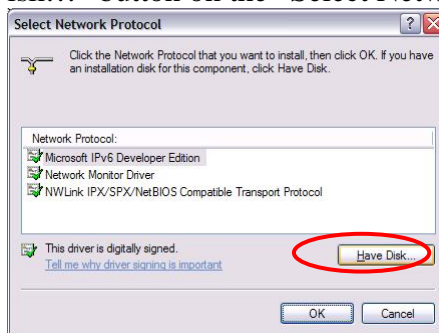 Select Network Protocol
Click the Network Protocol that you want to install, then click OK. If you have
an installation disk for this component, click Have Disk.
Network Protocol:
Microsoft IPv6 Developer Edition
Network Monitor Driver
NWLink IPX/SPX/NetBIOS Compatible Transport Protocol
This driver is digitally signed.
Tell me why driver signing is important
Have Disk...
OK
Cancel